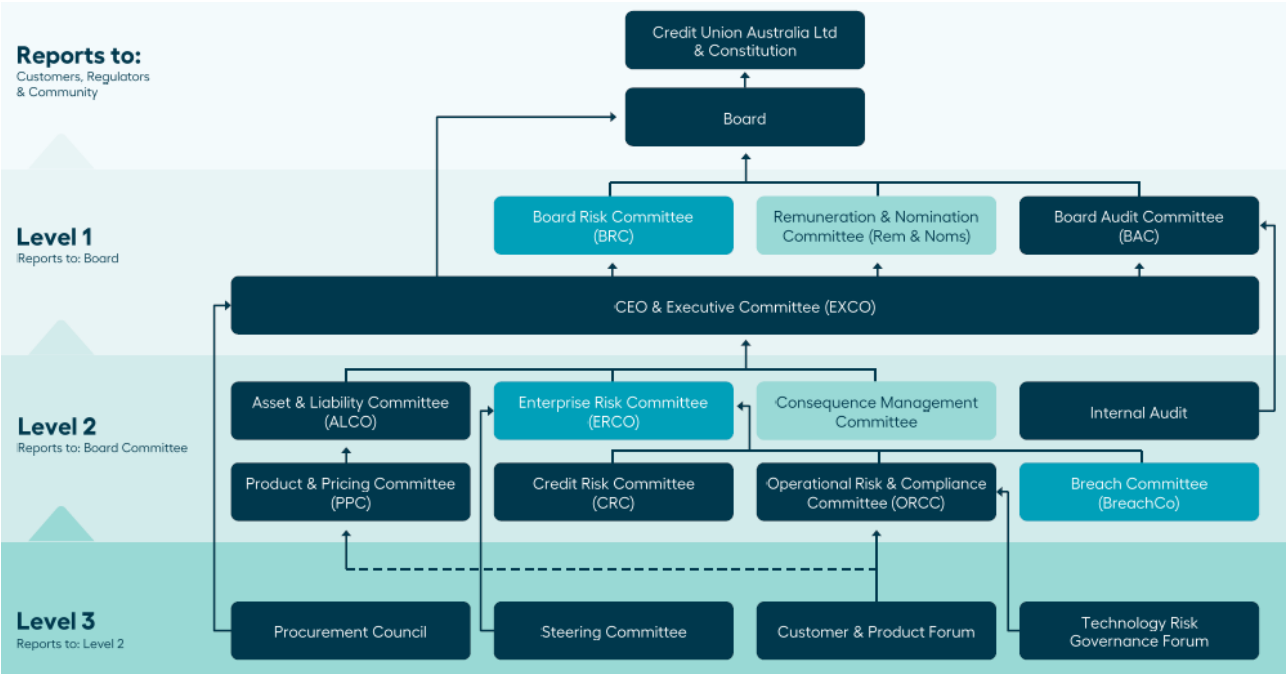 Reports to:
Customers, Regulators
& Community
Credit Union Australia Ltd
& Constitution
Board
Level 1
Reports to: Board
Board Risk Committee
(BRC)
Remuneration & Nomination
Committee (Rem & Noms)
Board Audit Committee
(BAC)
CEO & Executive Committee (EXCO)
Level 2
Reports to: Board Committee
Asset & Liability Committee
(ALCO)
Enterprise Risk Committee
(ERCO)
Consequence Management
Committee
Internal Audit
Product & Pricing Committee
(PPC)
Credit Risk Committee
(CRC)
Operational Risk & Compliance
Committee (ORCC)
Breach Committee
(BreachCo)
Level 3
Reports to: Level 2
Procurement Council
Steering Committee
Customer & Product Forum
Technology Risk
Governance Forum